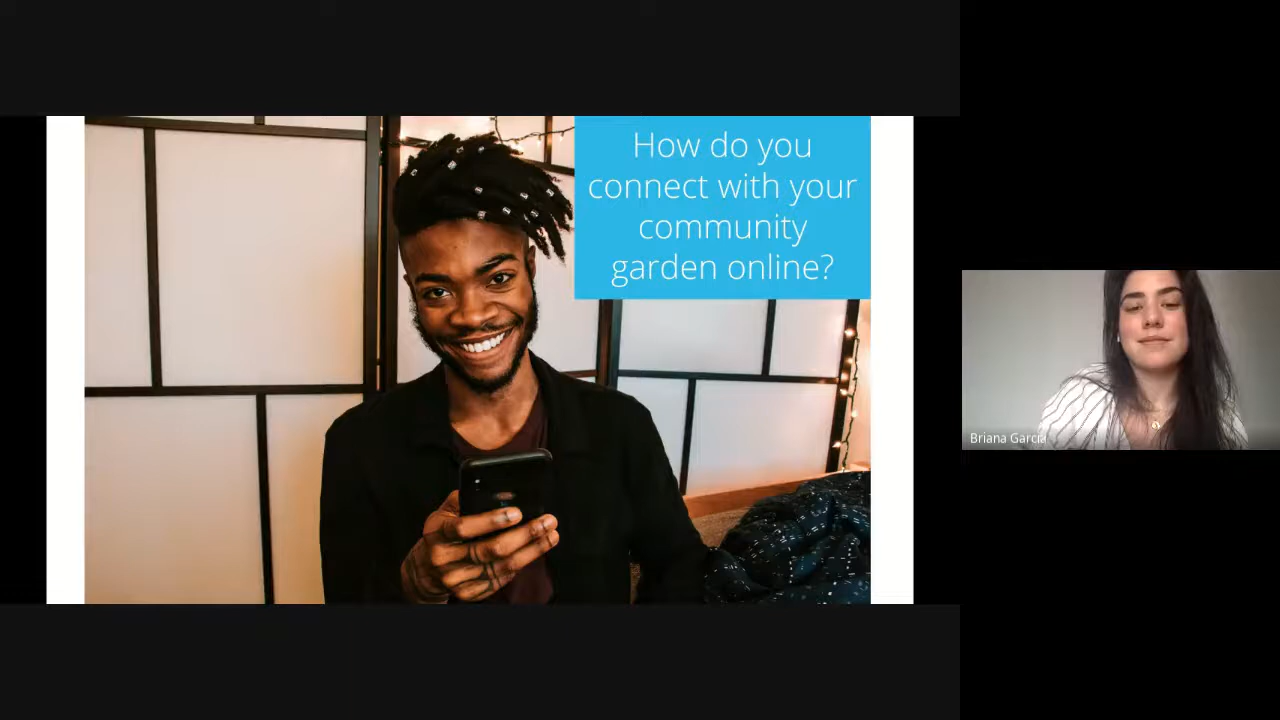 How do you
connect with your
community
garden online?
Briana Garcia